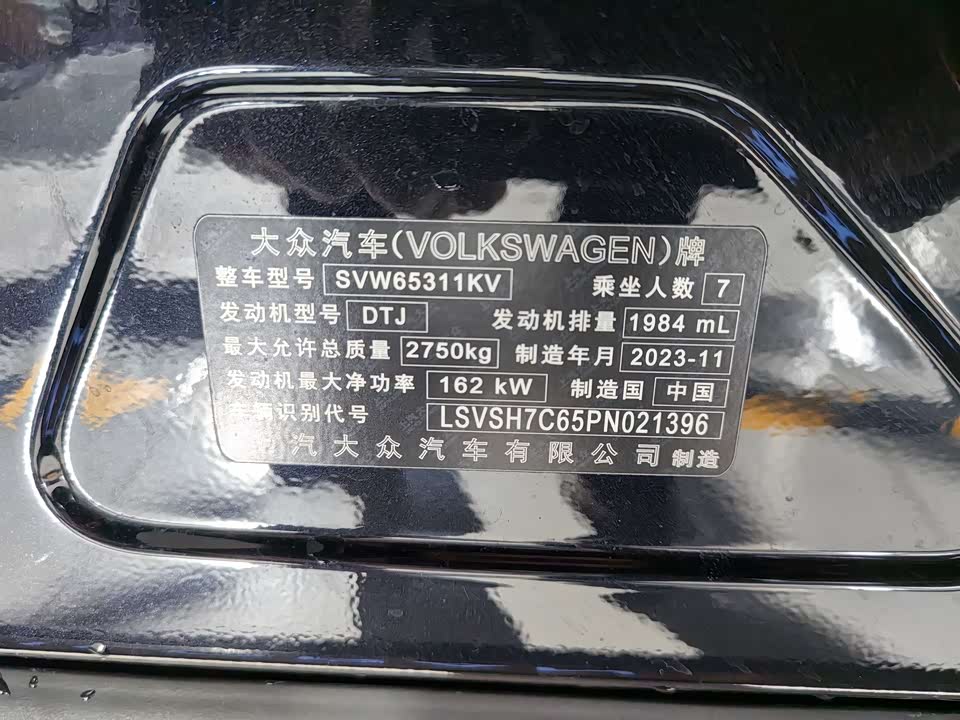 大众汽车(VOLKSWAGEN)牌
整车型号 SVW65311KV 乘坐人数 7
发动机型号 DTJ 发动机排量 1984 mL
最大允许总质量 2750kg 制造年月 2023-11
发动机最大净功率 162 kW 制造国 中国
车辆识别代号 LSVSH7C65PN021396
汽大众汽车有限公司 制造